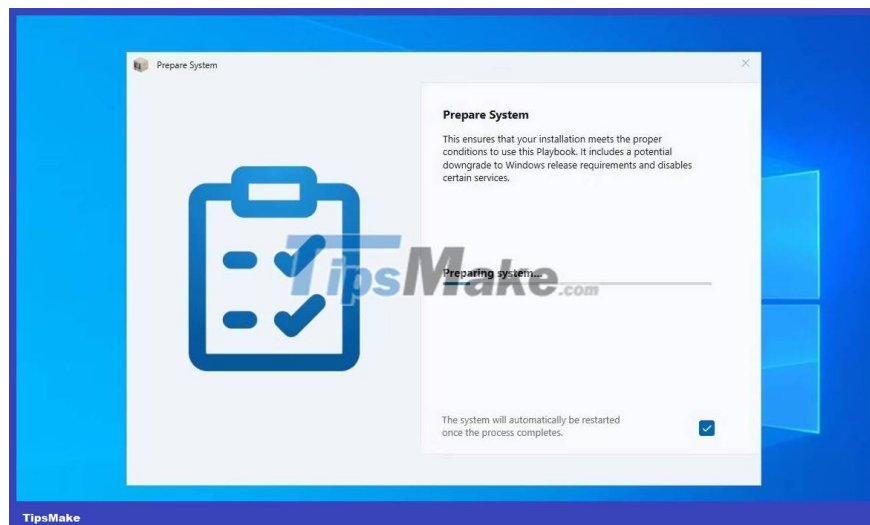 Prepare System
Prepare System
This ensures that your installation meets the proper
conditions to use this Playbook. It includes a potential
downgrade to Windows release requirements and disables
certain services.
Preparing system...
TipsMake.com
The system will automatically be restarted
once the process completes.
TipsMake